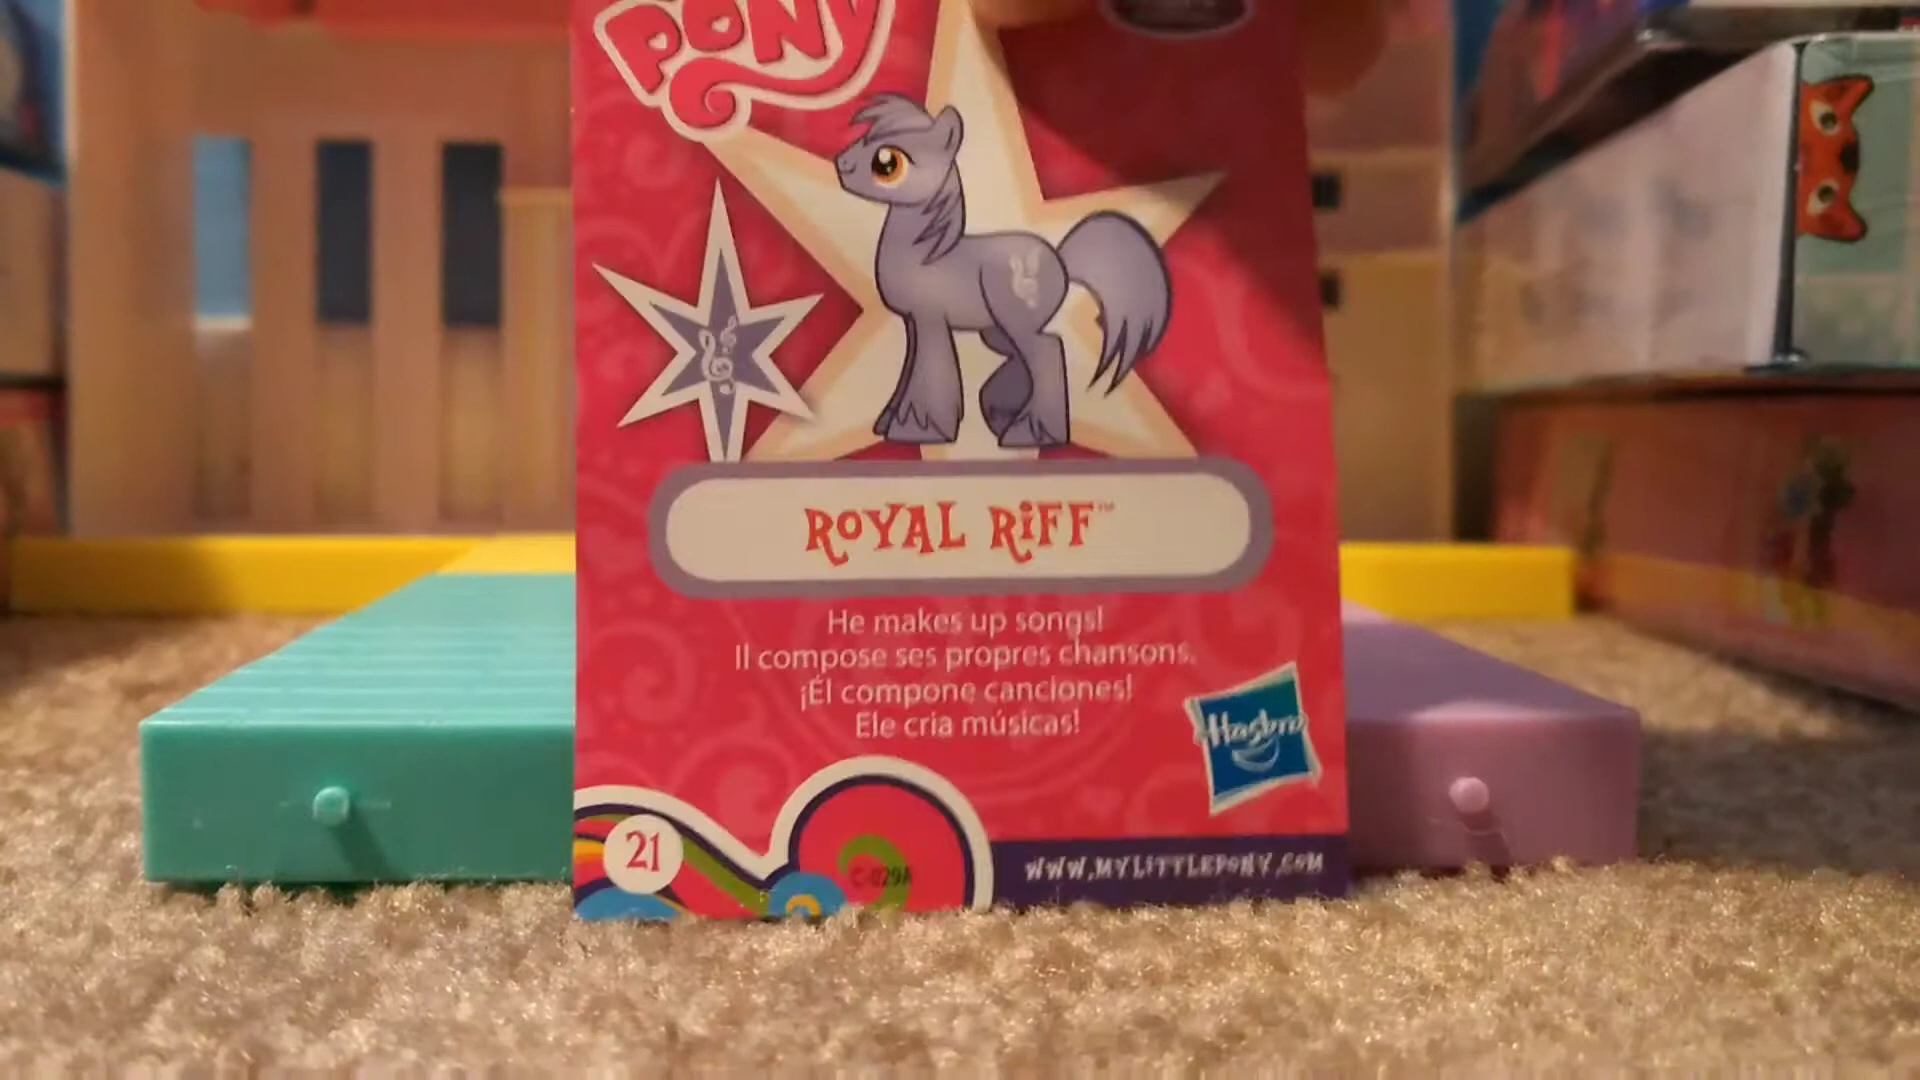 PONY
ROYAL RiFF™
He makes up songs!
Il compose ses propres chansons.
¡Él compone canciones!
Ele cria músicas!
Hasbro
21
C-029A
WWW.MYLiTTLEPONY.COM